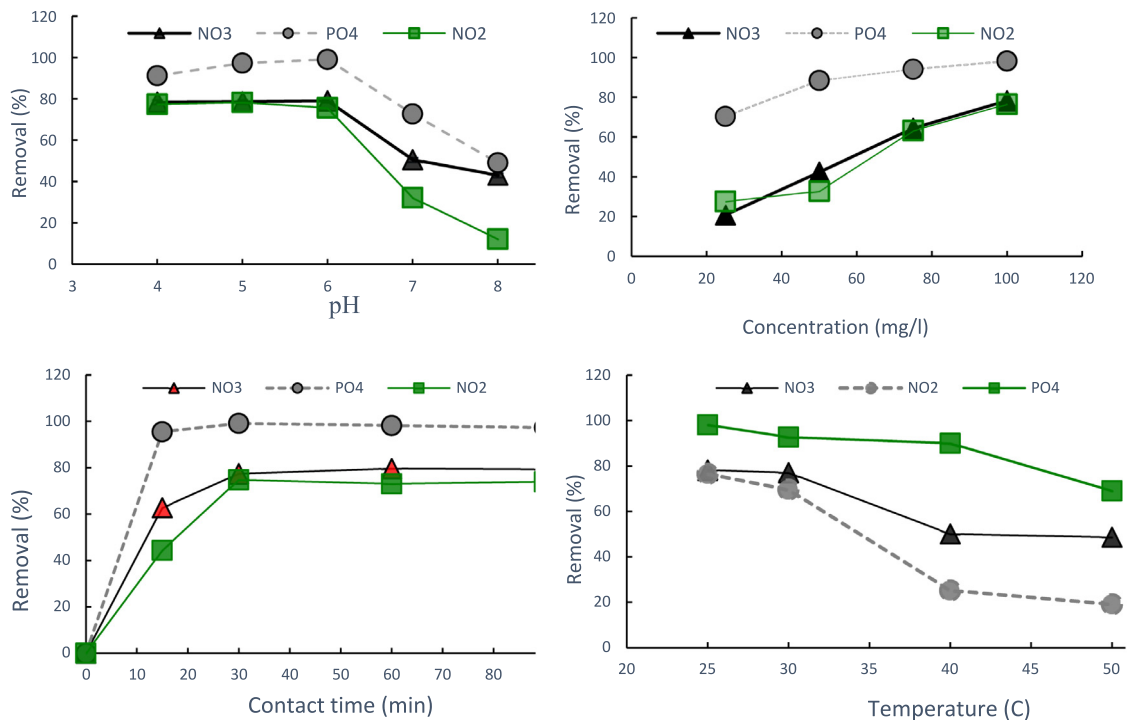 NO3 PO4 NO2
120
100
80
60
40
20
0
Removal (%)
3 4 5 6 7 8
pH
NO3 PO4 NO2
120
100
80
60
40
20
0
Removal (%)
0 20 40 60 80 100 120
Concentration (mg/l)
NO3 PO4 NO2
120
100
80
60
40
20
0
Removal (%)
0 10 20 30 40 50 60 70 80
Contact time (min)
NO3 NO2 PO4
120
100
80
60
40
20
0
Removal (%)
20 25 30 35 40 45 50
Temperature (C)